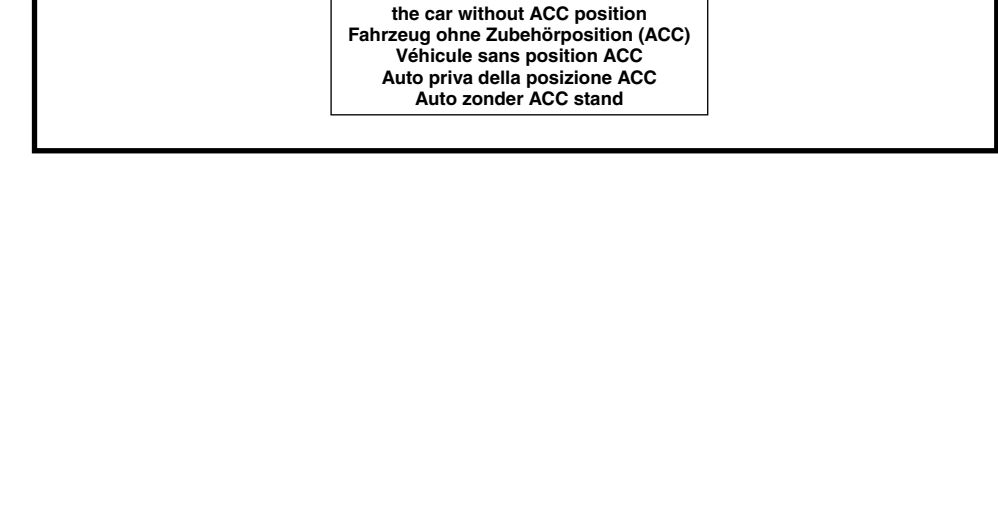 the car without ACC position
Fahrzeug ohne Zubehörposition (ACC)
Véhicule sans position ACC
Auto priva della posizione ACC
Auto zonder ACC stand